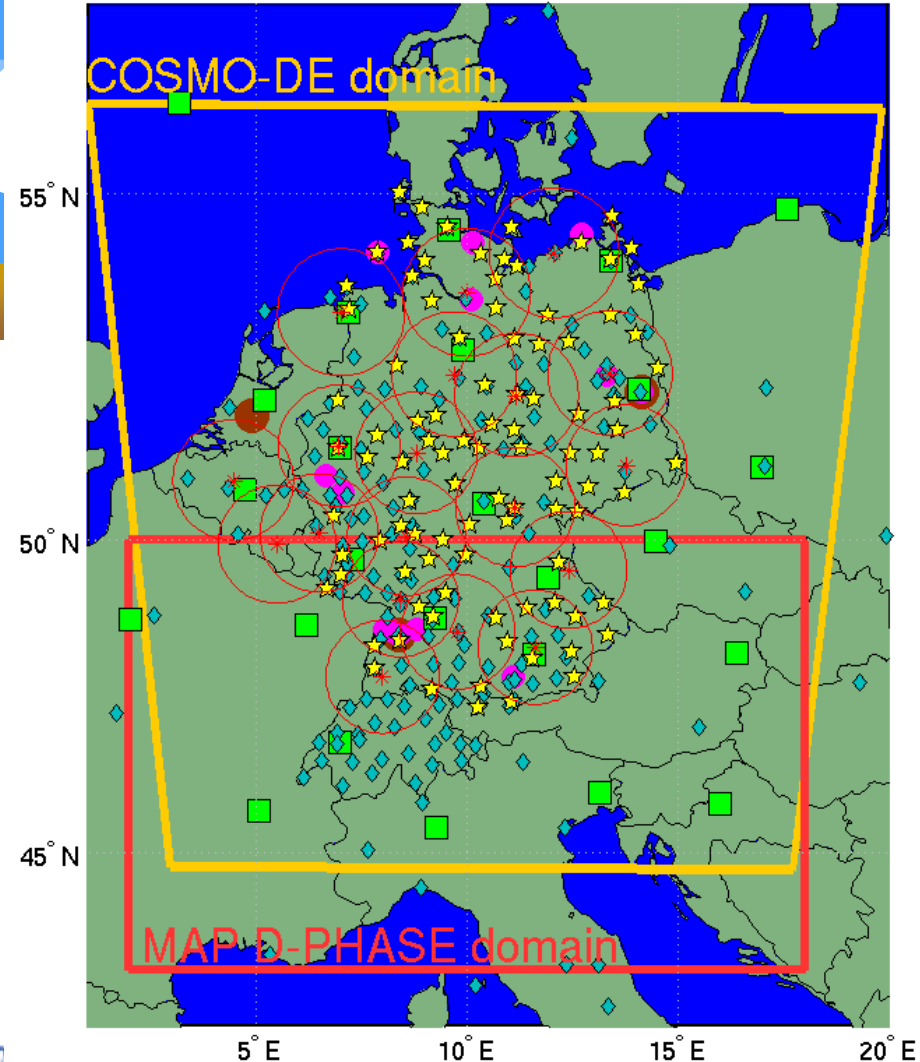 COSMO-DE domain
55° N
50° N
45° N
MAP D-PHASE domain
5° E
10° E
15° E
20° E